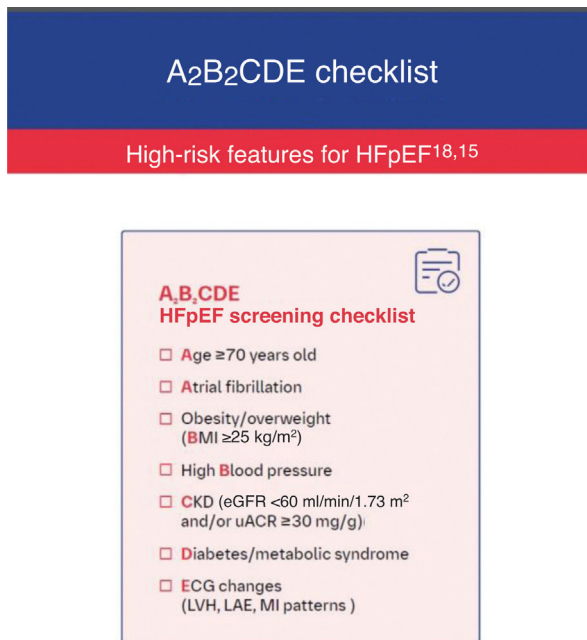 A₂B₂CDE checklist
High-risk features for HFpEF¹⁸,¹⁵
A₂B₂CDE
HFpEF screening checklist
Age ≥70 years old
Atrial fibrillation
Obesity/overweight
(BMI ≥25 kg/m²)
High Blood pressure
CKD (eGFR <60 ml/min/1.73 m²
and/or uACR ≥30 mg/g)
Diabetes/metabolic syndrome
ECG changes
(LVH, LAE, MI patterns )